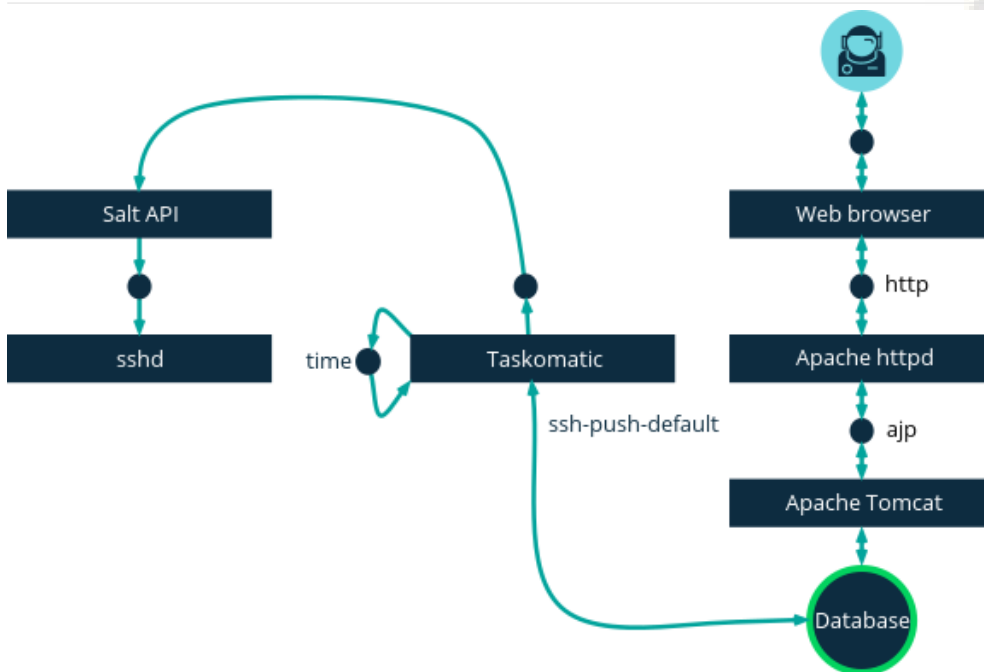 Salt API
Web browser
http
sshd
time
Taskomatic
Apache httpd
ssh-push-default
ajp
Apache Tomcat
Database